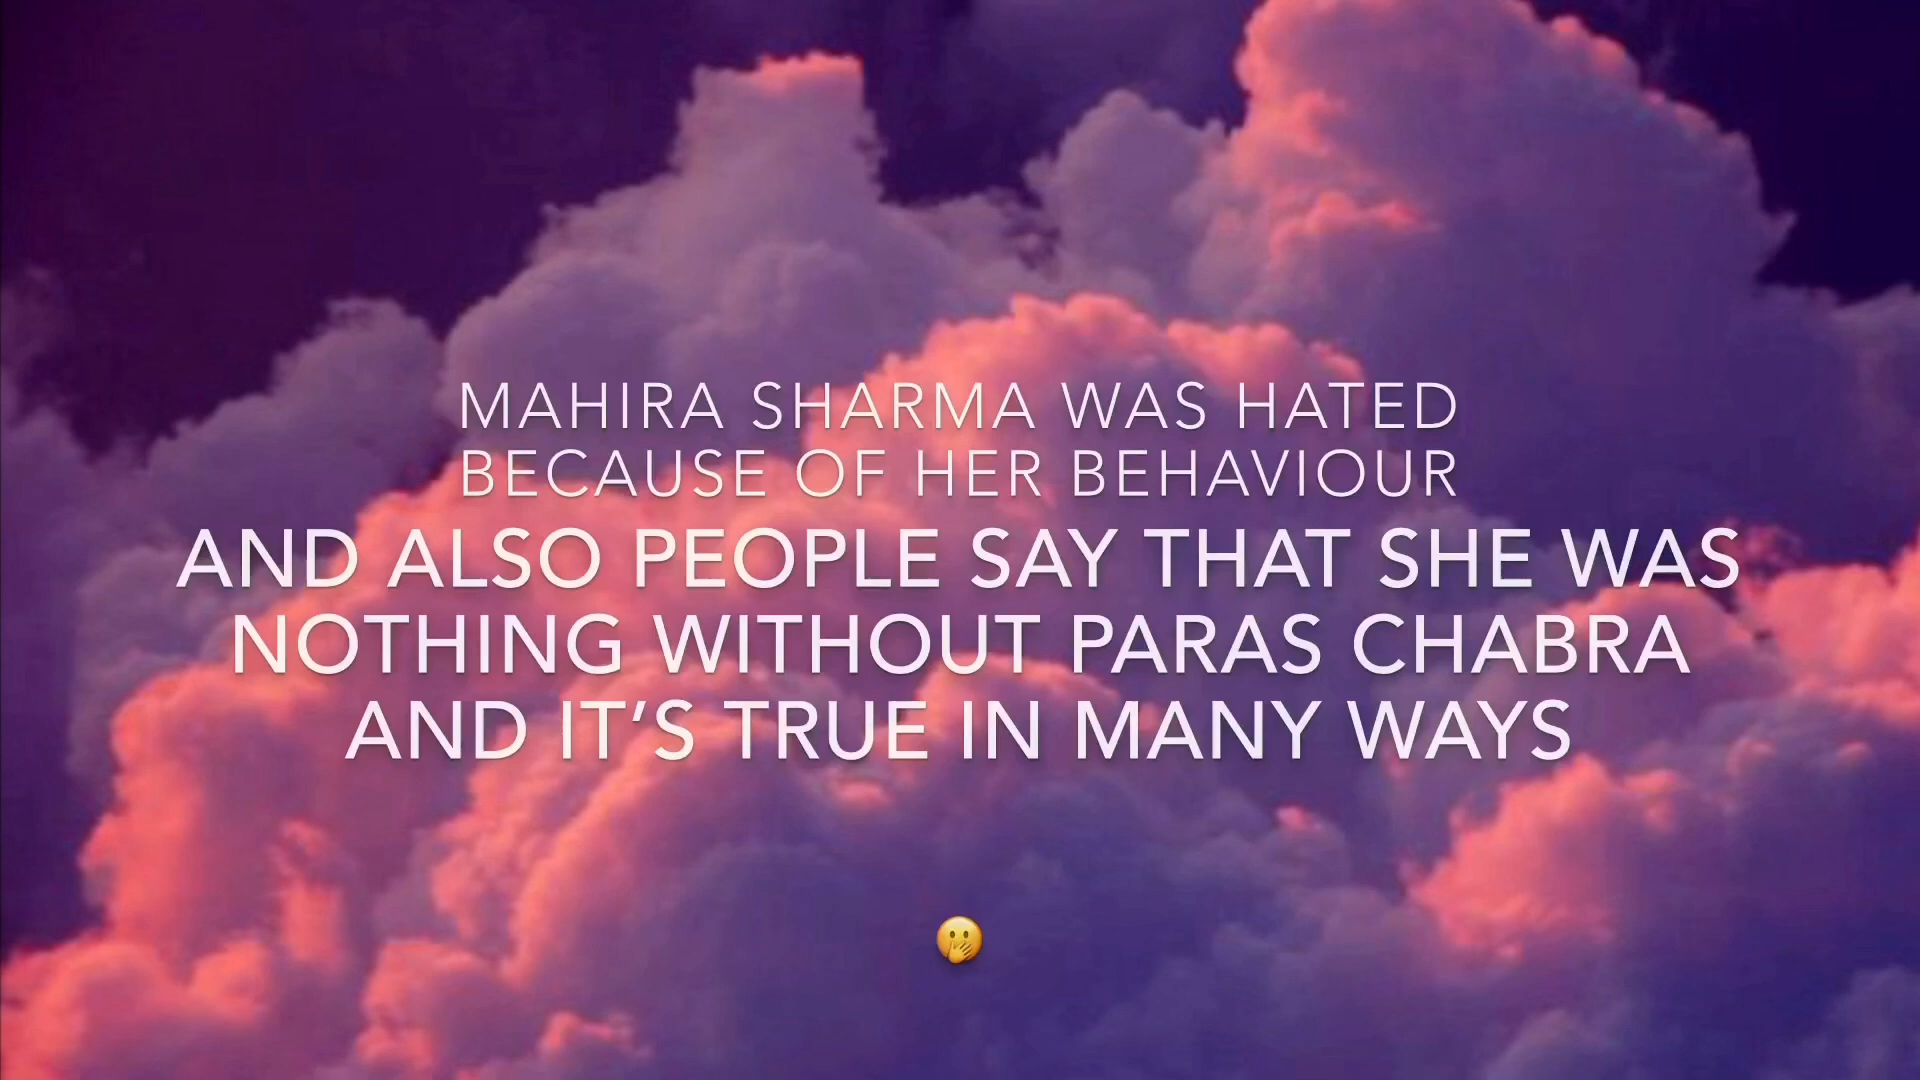 MAHIRA SHARMA WAS HATED
BECAUSE OF HER BEHAVIOUR
AND ALSO PEOPLE SAY THAT SHE WAS
NOTHING WITHOUT PARAS CHABRA
AND IT’S TRUE IN MANY WAYS
🫢